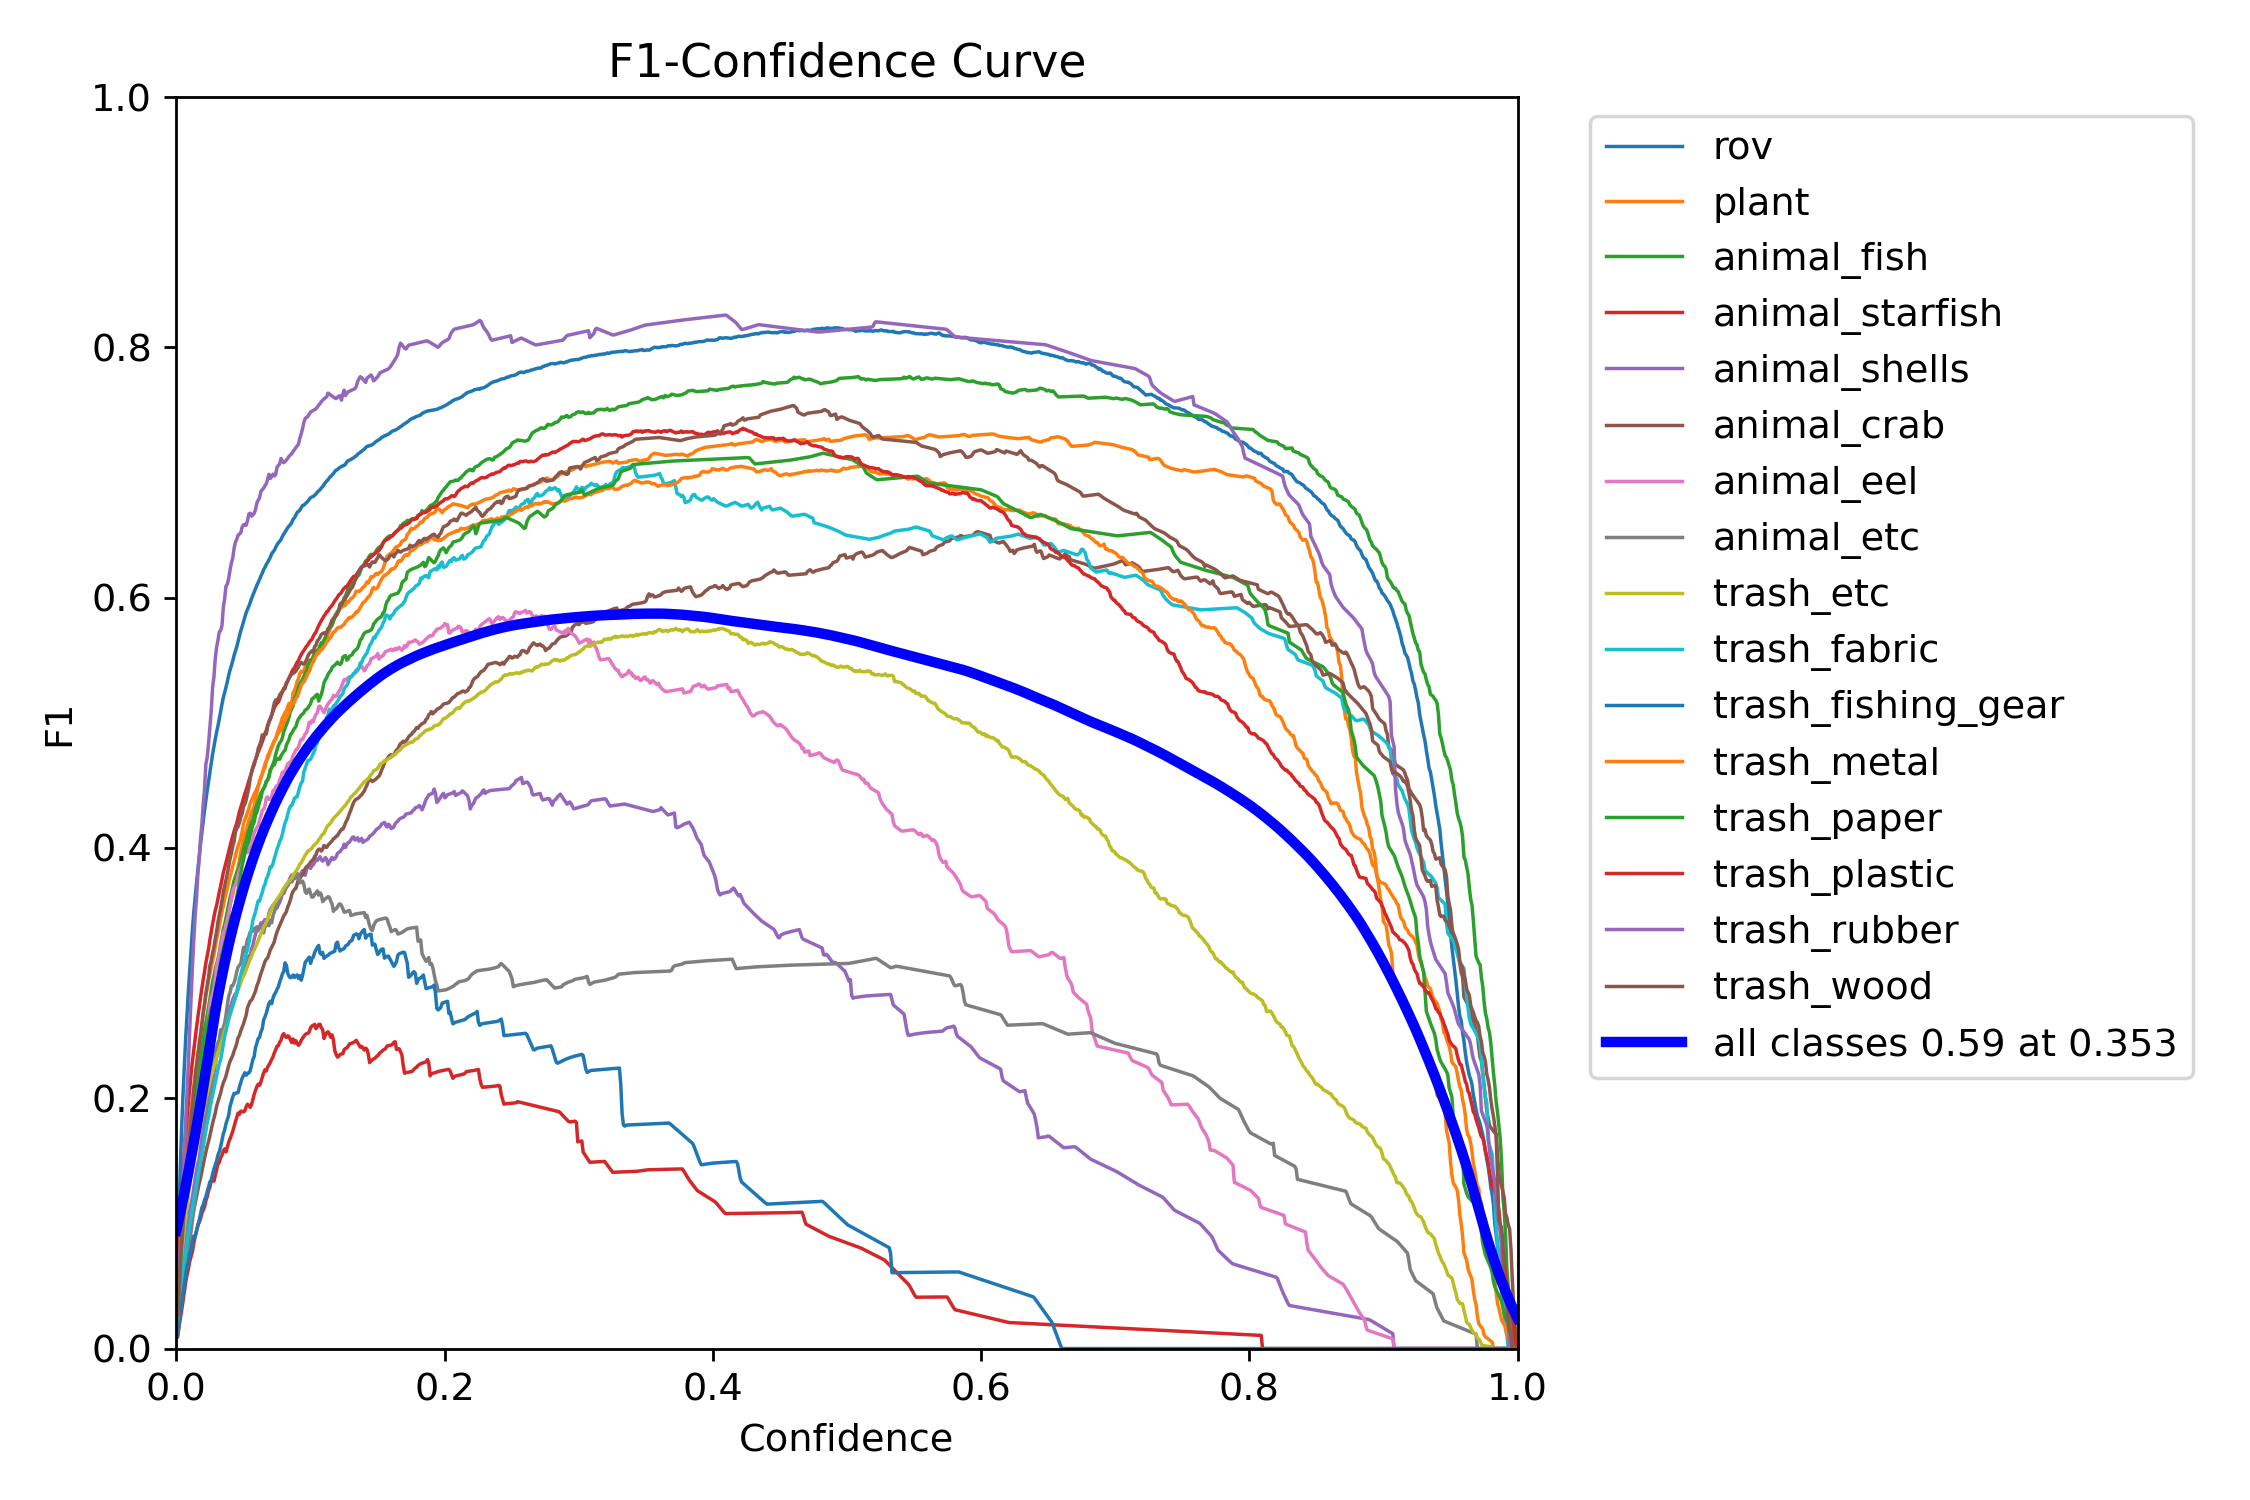 F1-Confidence Curve
1.0
0.8
0.6
0.4
0.2
0.0
F1
0.0 0.2 0.4 0.6 0.8 1.0
Confidence
rov
plant
animal_fish
animal_starfish
animal_shells
animal_crab
animal_eel
animal_etc
trash_etc
trash_fabric
trash_fishing_gear
trash_metal
trash_paper
trash_plastic
trash_rubber
trash_wood
all classes 0.59 at 0.353